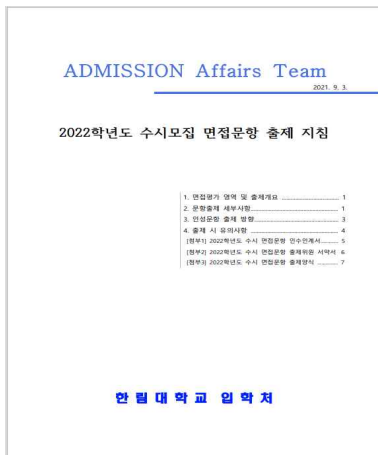 ADMISSION Affairs Team
2021. 9. 3.
2022학년도 수시모집 면접문항 출제 지침
1. 면접평가 영역 및 출제개요 ........................ 1
2. 문항출제 세부사항........................ 1
3. 인성문항 출제 방향 ........................ 3
4. 출제 시 유의사항 ........................ 4
[첨부1] 2022학년도 수시 면접문항 인수인계서........ 5
[첨부2] 2022학년도 수시 면접문항 출제위원 서약서 6
[첨부3] 2022학년도 수시 면접문항 출제양식 ......... 7
한림대학교 입학처